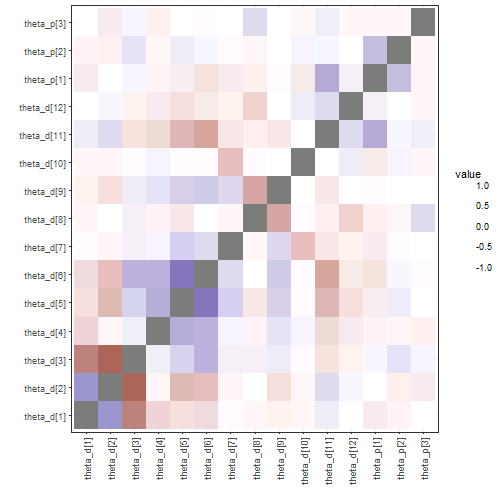 theta_p[3]
theta_p[2]
theta_p[1]
theta_d[12]
theta_d[11]
theta_d[10]
theta_d[9]
theta_d[8]
theta_d[7]
theta_d[6]
theta_d[5]
theta_d[4]
theta_d[3]
theta_d[2]
theta_d[1]
value
1.0
0.5
0.0
-0.5
-1.0
theta_d[1]
theta_d[2]
theta_d[3]
theta_d[4]
theta_d[5]
theta_d[6]
theta_d[7]
theta_d[8]
theta_d[9]
theta_d[10]
theta_d[11]
theta_d[12]
theta_p[1]
theta_p[2]
theta_p[3]